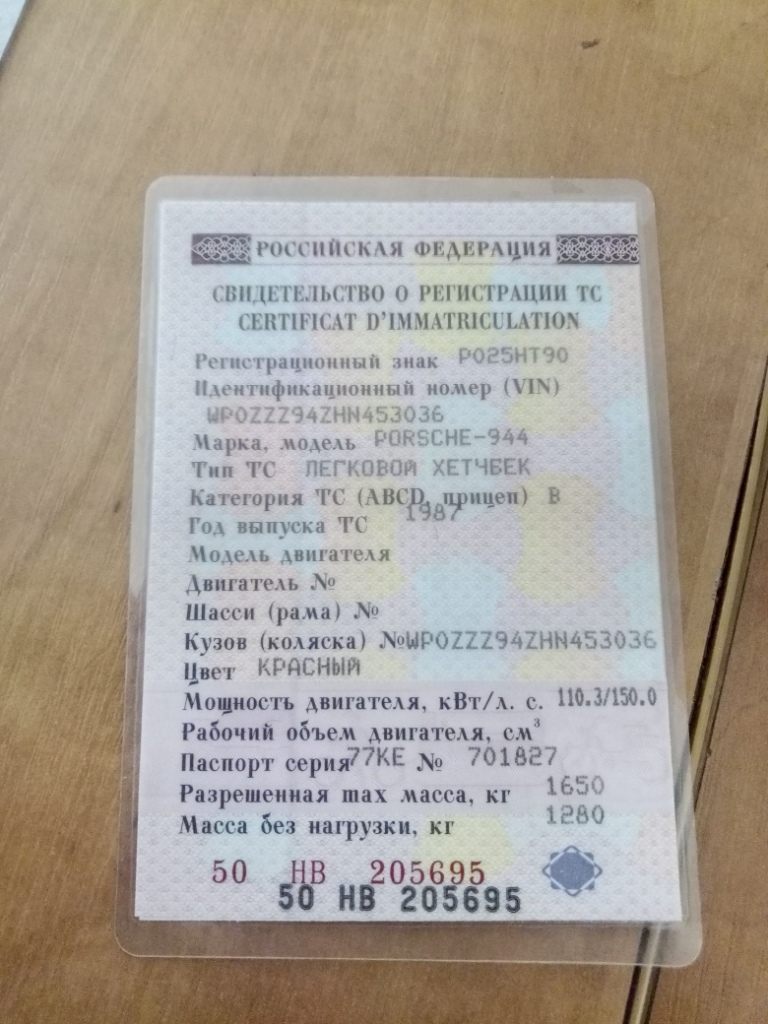 РОССИЙСКАЯ ФЕДЕРАЦИЯ
СВИДЕТЕЛЬСТВО О РЕГИСТРАЦИИ ТС
CERTIFICAT D'IMMATRICULATION
Регистрационный знак Р025НТ90
Идентификационный номер (VIN)
WP0ZZZ94ZHN453036
Марка, модель PORSCHE-944
Тип ТС ЛЕГКОВОЙ ХЕТЧБЕК
Категория ТС (ABCD, прицеп) B
Год выпуска ТС 1987
Модель двигателя
Двигатель №
Шасси (рама) №
Кузов (коляска) №WP0ZZZ94ZHN453036
Цвет КРАСНЫЙ
Мощность двигателя, кВт/л. с. 110.3/150.0
Рабочий объем двигателя, см³
Паспорт серия 77КЕ № 701827
Разрешенная max масса, кг 1650
Масса без нагрузки, кг 1280
50 НВ 205695
50 НВ 205695